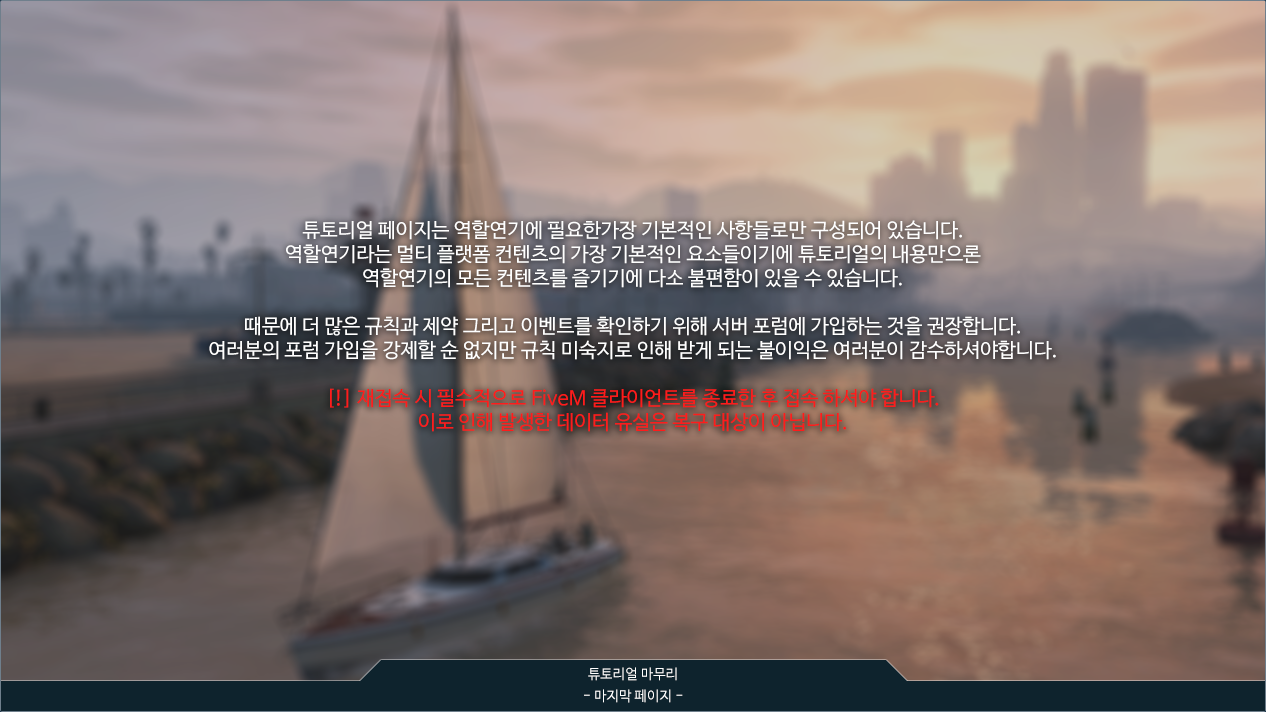 튜토리얼 페이지는 역할연기에 필요한가장 기본적인 사항들로만 구성되어 있습니다.
역할연기라는 멀티 플랫폼 컨텐츠의 가장 기본적인 요소들이기에 튜토리얼의 내용만으론
역할연기의 모든 컨텐츠를 즐기기에 다소 불편함이 있을 수 있습니다.
때문에 더 많은 규칙과 제약 그리고 이벤트를 확인하기 위해 서버 포럼에 가입하는 것을 권장합니다.
여러분의 포럼 가입을 강제할 순 없지만 규칙 미숙지로 인해 받게 되는 불이익은 여러분이 감수하셔야합니다.
[!] 재접속 시 필수적으로 FiveM 클라이언트를 종료한 후 접속 하셔야 합니다.
이로 인해 발생한 데이터 유실은 복구 대상이 아닙니다.
튜토리얼 마무리
- 마지막 페이지 -